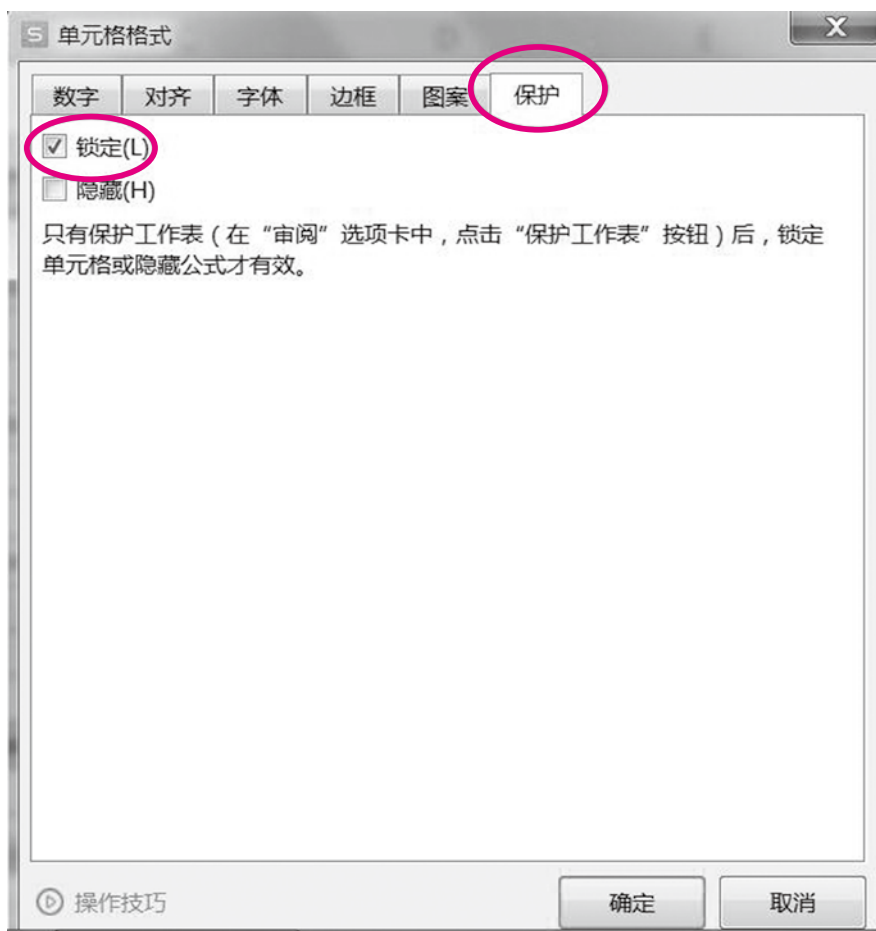 S 单元格格式 X
数字 对齐 字体 边框 图案 保护
锁定(L)
隐藏(H)
只有保护工作表(在“审阅”选项卡中，点击“保护工作表”按钮)后，锁定
单元格或隐藏公式才有效。
操作技巧 确定 取消